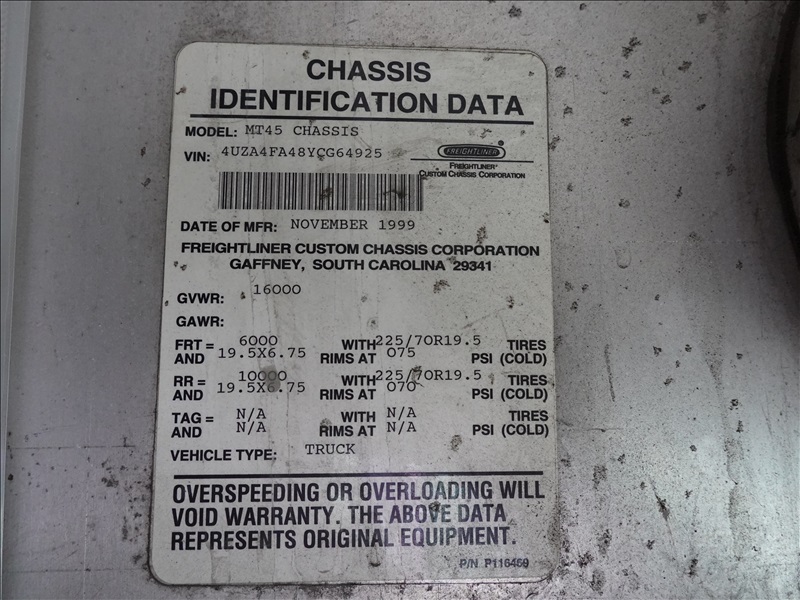 CHASSIS
IDENTIFICATION DATA
MODEL: MT45 CHASSIS
VIN: 4UZA4FA48YCG64925
FREIGHTLINER
FREIGHTLINER
CUSTOM CHASSIS CORPORATION
DATE OF MFR: NOVEMBER 1999
FREIGHTLINER CUSTOM CHASSIS CORPORATION
GAFFNEY, SOUTH CAROLINA 29341
GVWR: 16000
GAWR:
FRT = 6000 WITH 225/70R19.5 TIRES
AND 19.5X6.75 RIMS AT 075 PSI (COLD)
RR = 10000 WITH 225/70R19.5 TIRES
AND 19.5X6.75 RIMS AT 070 PSI (COLD)
TAG = N/A WITH N/A TIRES
AND N/A RIMS AT N/A PSI (COLD)
VEHICLE TYPE: TRUCK
OVERSPEEDING OR OVERLOADING WILL
VOID WARRANTY. THE ABOVE DATA
REPRESENTS ORIGINAL EQUIPMENT.
P/N P116450